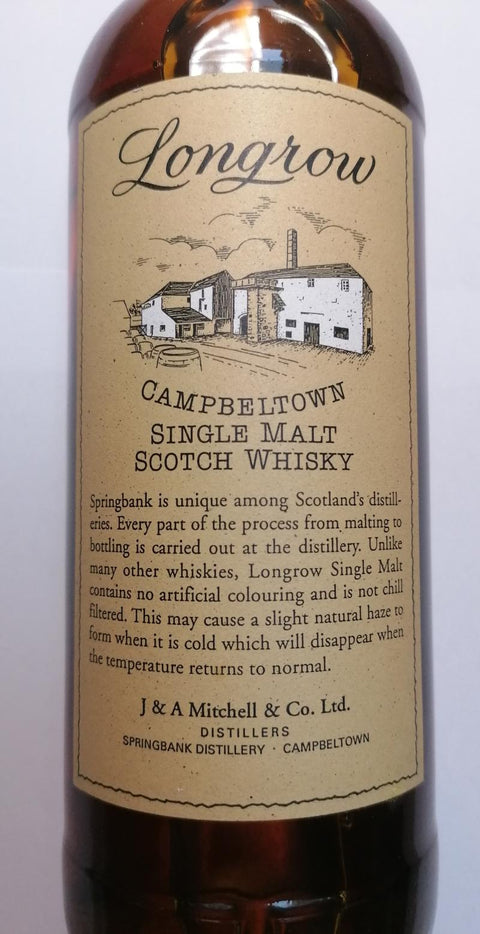 Longrow
CAMPBELTOWN
SINGLE MALT
SCOTCH WHISKY
Springbank is unique among Scotland's distill-
eries. Every part of the process from malting to
bottling is carried out at the distillery. Unlike
many other whiskies, Longrow Single Malt
contains no artificial colouring and is not chill
filtered. This may cause a slight natural haze to
form when it is cold which will disappear when
the temperature returns to normal.
J & A Mitchell & Co. Ltd.
DISTILLERS
SPRINGBANK DISTILLERY · CAMPBELTOWN